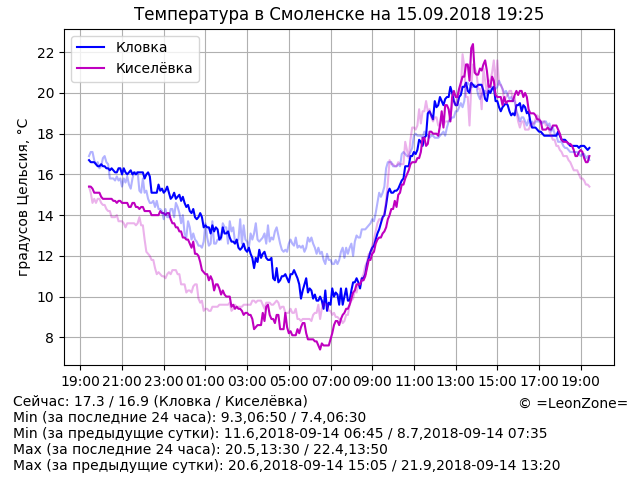 Температура в Смоленске на 15.09.2018 19:25
Кловка
Киселёвка
градусов Цельсия, °C
22
20
18
16
14
12
10
8
19:00 21:00 23:00 01:00 03:00 05:00 07:00 09:00 11:00 13:00 15:00 17:00 19:00
Сейчас: 17.3 / 16.9 (Кловка / Киселёвка)
© =LeonZone=
Min (за последние 24 часа): 9.3,06:50 / 7.4,06:30
Min (за предыдущие сутки): 11.6,2018-09-14 06:45 / 8.7,2018-09-14 07:35
Max (за последние 24 часа): 20.5,13:30 / 22.4,13:50
Max (за предыдущие сутки): 20.6,2018-09-14 15:05 / 21.9,2018-09-14 13:20